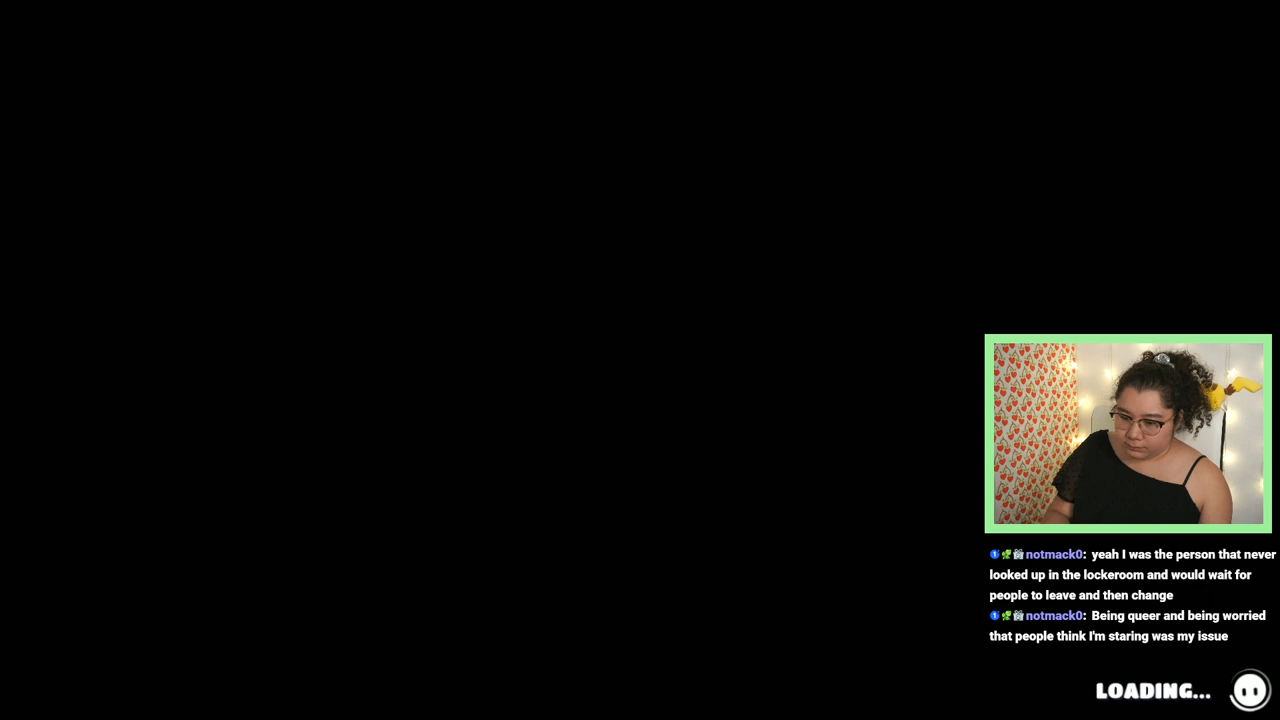 notmack0: yeah I was the person that never
looked up in the lockeroom and would wait for
people to leave and then change
notmack0: Being queer and being worried
that people think I'm staring was my issue
LOADING...